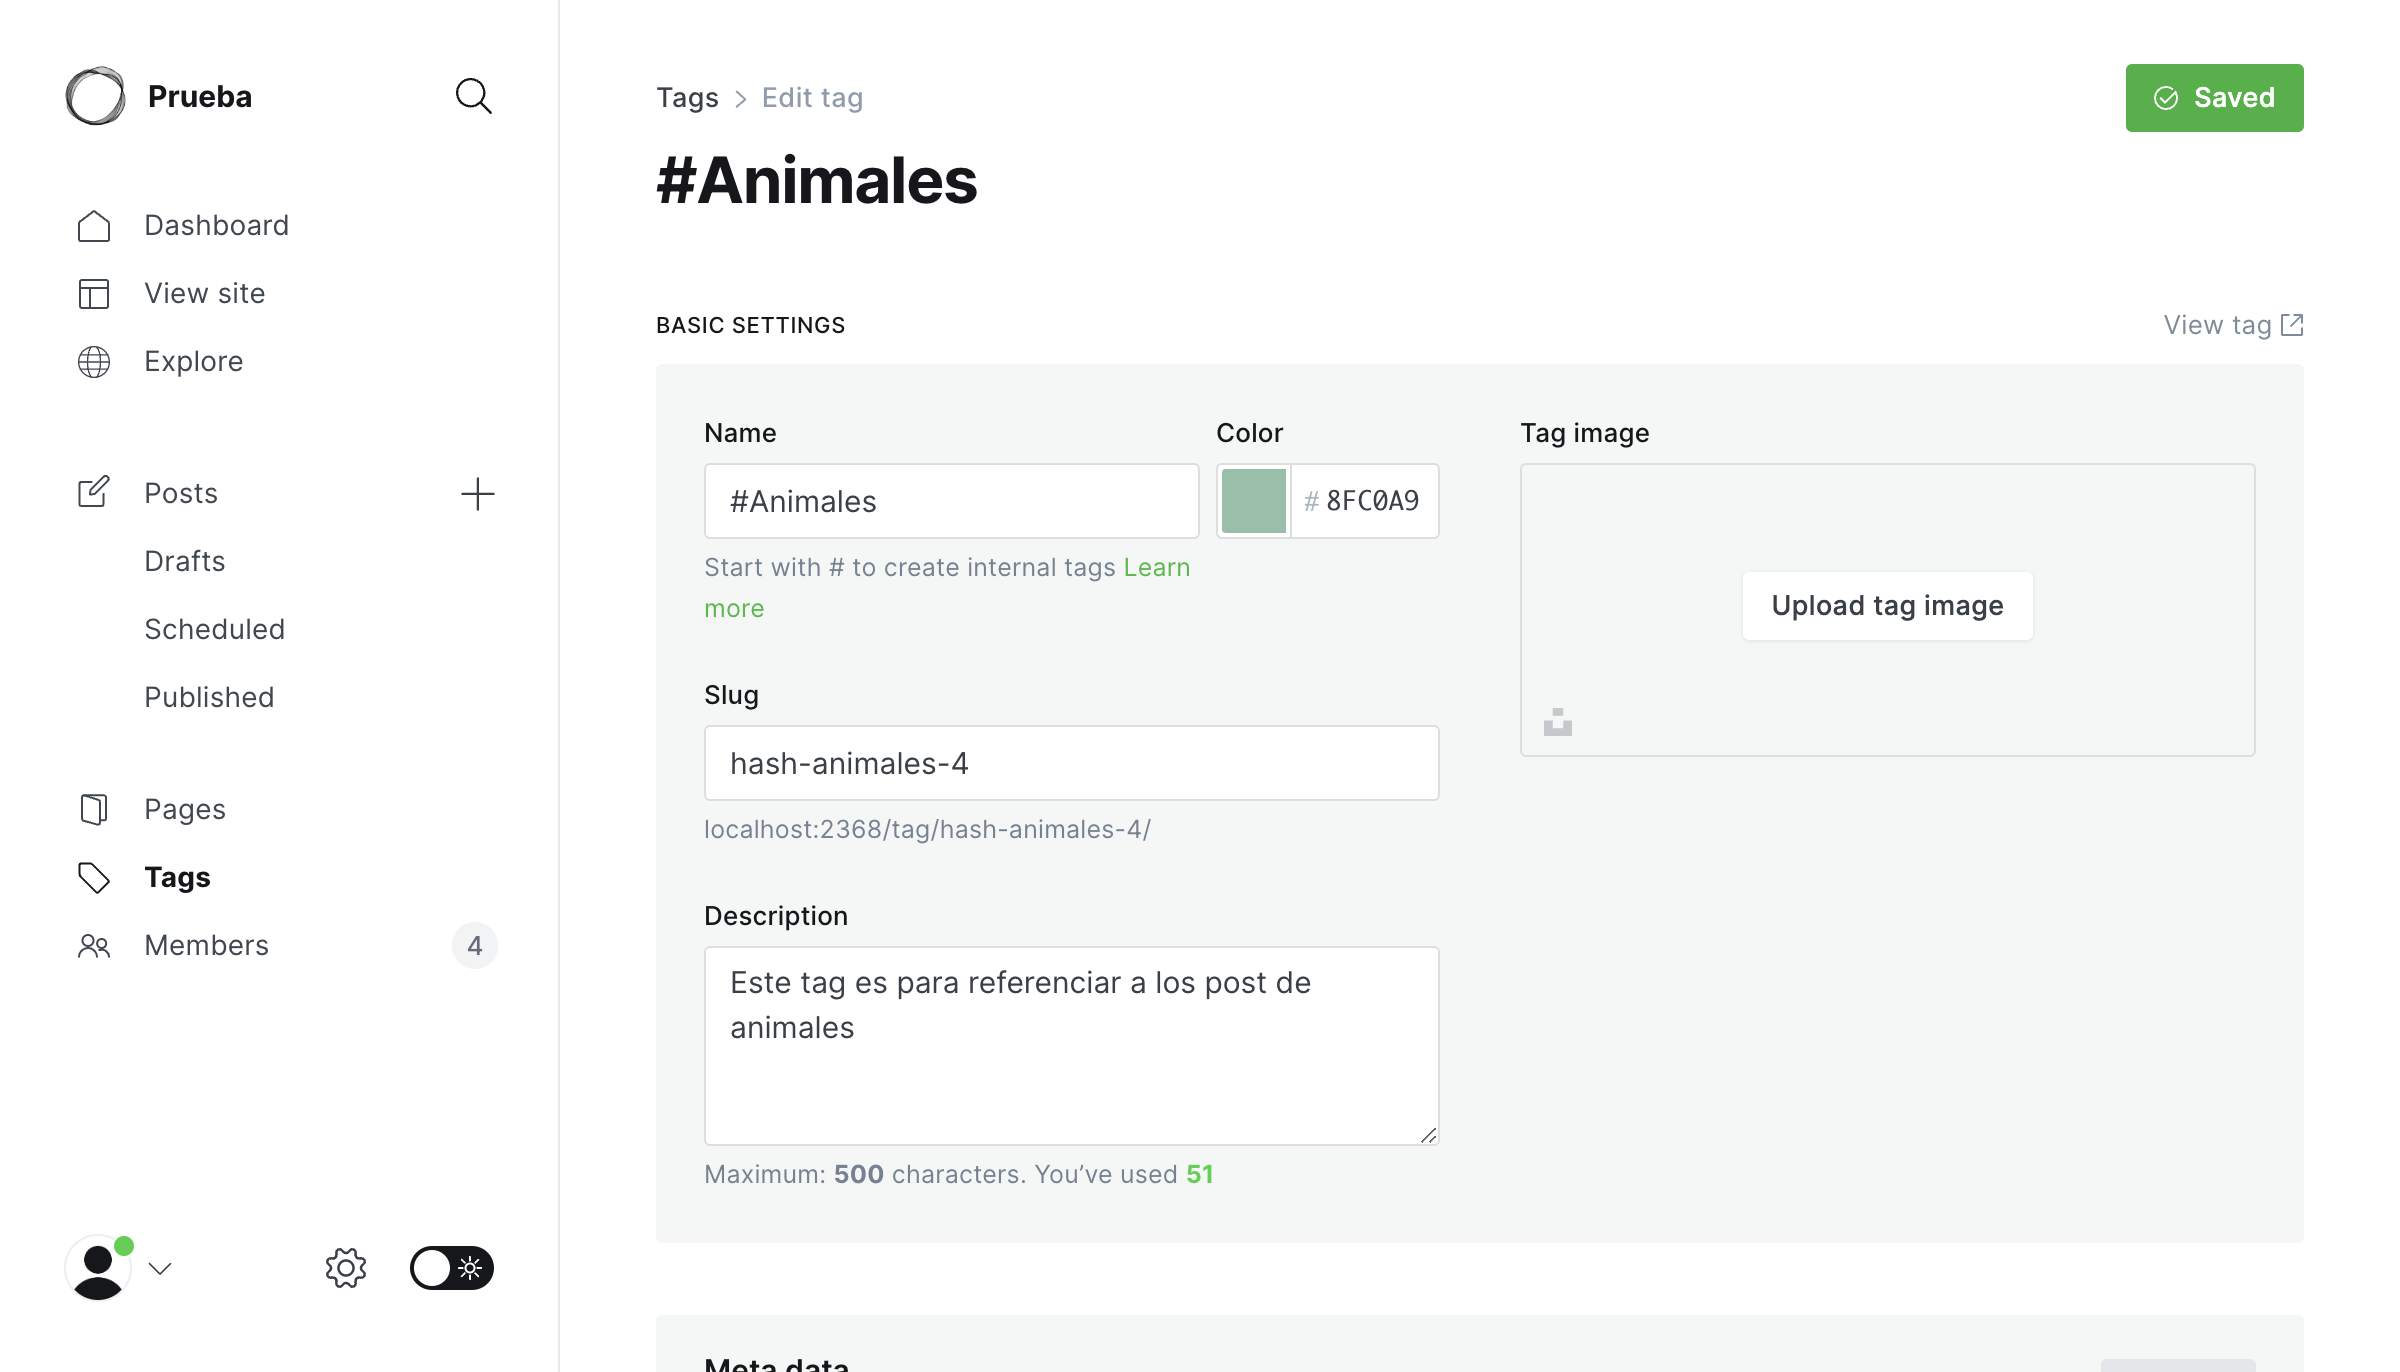 Prueba
Dashboard
View site
Explore
Posts
Drafts
Scheduled
Published
Pages
Tags
Members 4
Tags > Edit tag
Saved
#Animales
BASIC SETTINGS
View tag
Name
#Animales
Start with # to create internal tags Learn
more
Color
# 8FC0A9
Tag image
Upload tag image
Slug
hash-animales-4
localhost:2368/tag/hash-animales-4/
Description
Este tag es para referenciar a los post de
animales
Maximum: 500 characters. You’ve used 51
Meta data